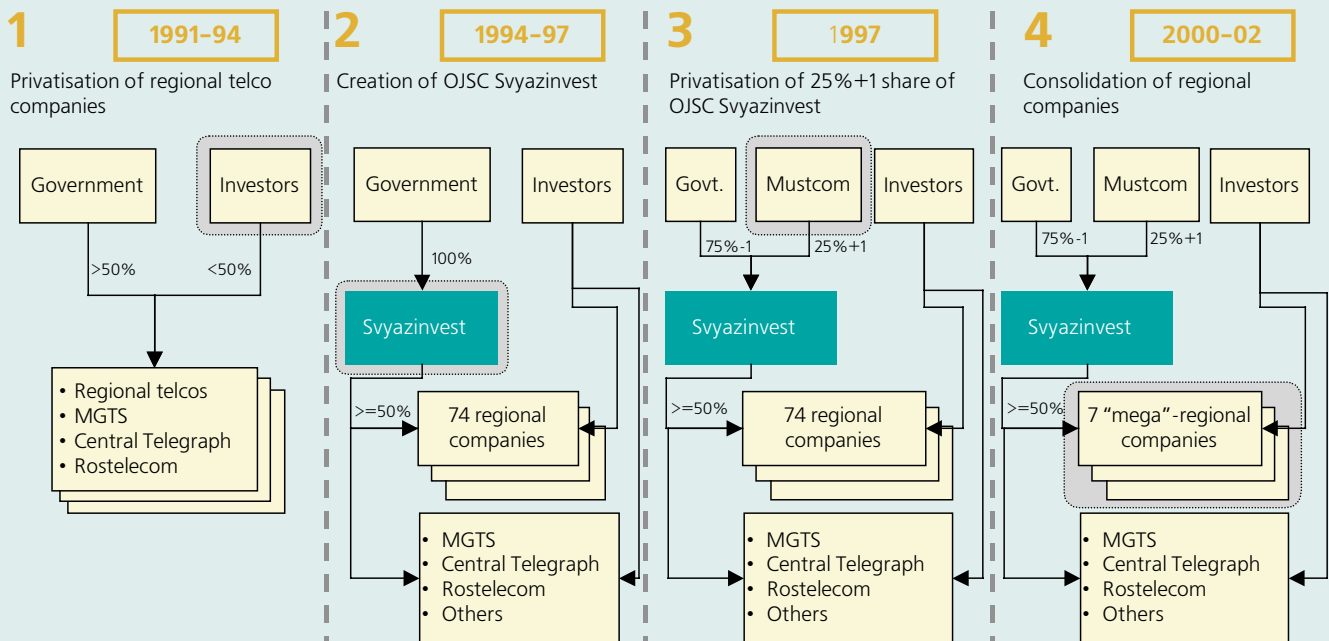 1
1991–94
Privatisation of regional telco
companies
Government
Investors
>50%
<50%
• Regional telcos
• MGTS
• Central Telegraph
• Rostelecom
2
1994–97
Creation of OJSC Svyazinvest
Government
Investors
100%
Svyazinvest
>=50%
74 regional
companies
• MGTS
• Central Telegraph
• Rostelecom
• Others
3
1997
Privatisation of 25%+1 share of
OJSC Svyazinvest
Govt.
Mustcom
Investors
75%-1
25%+1
Svyazinvest
>=50%
74 regional
companies
• MGTS
• Central Telegraph
• Rostelecom
• Others
4
2000–02
Consolidation of regional
companies
Govt.
Mustcom
Investors
75%-1
25%+1
Svyazinvest
>=50%
7 “mega”-regional
companies
• MGTS
• Central Telegraph
• Rostelecom
• Others